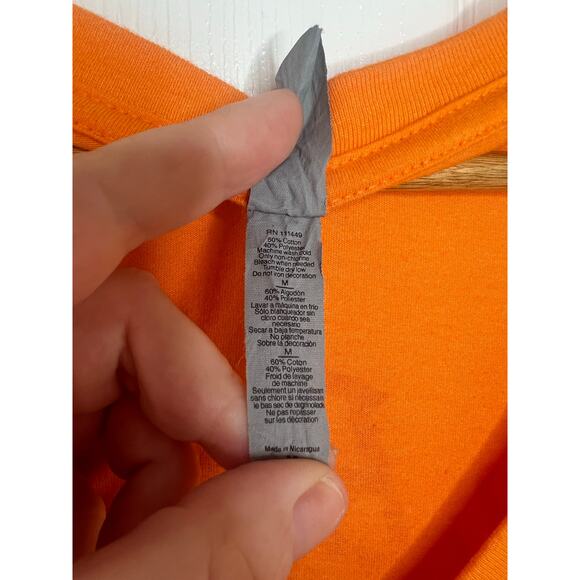 RN 111449
60% Cotton
40% Polyester
Machine wash cold
Only non-chlorine
Bleach when needed
Tumble dry low
Do not iron decoration
M
60% Algodón
40% Poliester
Lavar a máquina en frío
Sólo blanqueador sin
cloro cuando sea
necesario
Secar a baja temperatura
No planche
Sobre la decoración
M
60% Cotton
40% Polyester
Froid de lavage
de machine
Seulement un javellisan
sans chlore si nécessaire
le bas sec de degringolade
Ne pas repasser
sur les décoration
Made in Nicaragua